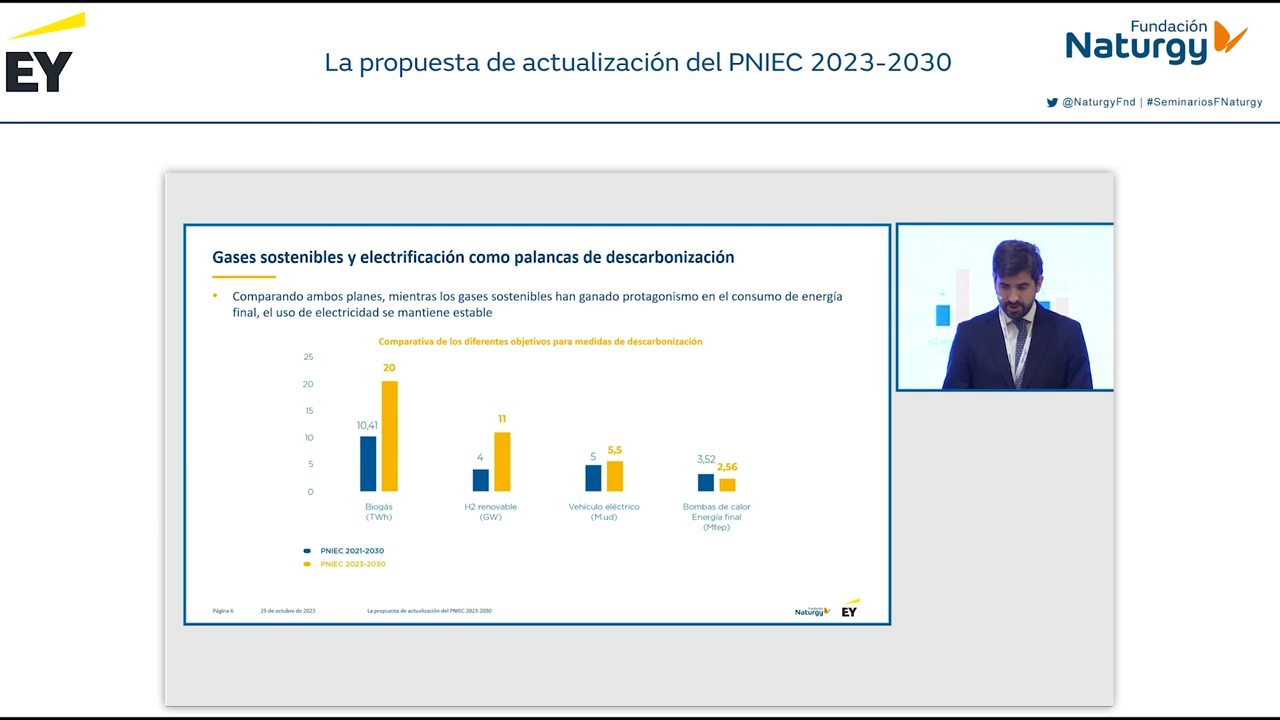 EY
La propuesta de actualización del PNIEC 2023-2030
Fundación
Naturgy
@NaturgyFnd | #SeminariosFNaturgy
Gases sostenibles y electrificación como palancas de descarbonización
• Comparando ambos planes, mientras los gases sostenibles han ganado protagonismo en el consumo de energía
final, el uso de electricidad se mantiene estable
Comparativa de los diferentes objetivos para medidas de descarbonización
25
20
15
10
5
0
10,41
20
4
11
5
5,5
3,52
2,56
Biogás
(TWh)
H2 renovable
(GW)
Vehículo eléctrico
(M.ud)
Bombas de calor
Energía final
(Mtep)
PNIEC 2021-2030
PNIEC 2023-2030
Página 6
25 de octubre de 2023
La propuesta de actualización del PNIEC 2023-2030
Fundación
Naturgy
EY